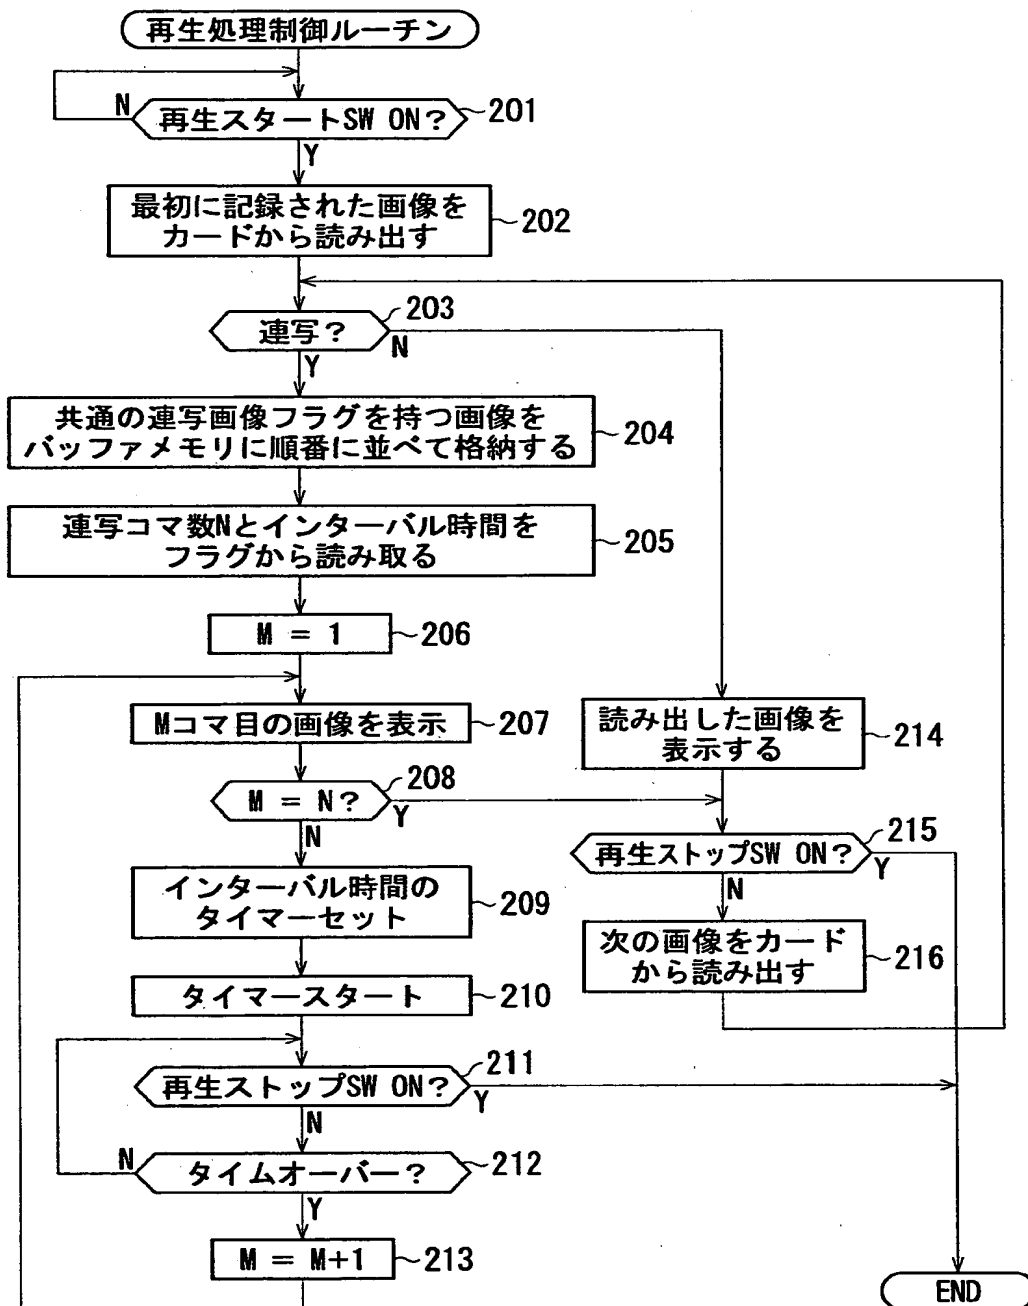 再生処理制御ルーチン
N
再生スタートSW ON?
201
Y
最初に記録された画像を
カードから読み出す
202
連写?
203
N
Y
共通の連写画像フラグを持つ画像を
バッファメモリに順番に並べて格納する
204
連写コマ数Nとインターバル時間を
フラグから読み取る
205
M = 1
206
Mコマ目の画像を表示
207
読み出した画像を
表示する
214
M = N?
208
Y
N
再生ストップSW ON?
215
Y
N
インターバル時間の
タイマーセット
209
次の画像をカード
から読み出す
216
タイマースタート
210
再生ストップSW ON?
211
Y
N
N
タイムオーバー?
212
Y
M = M+1
213
END